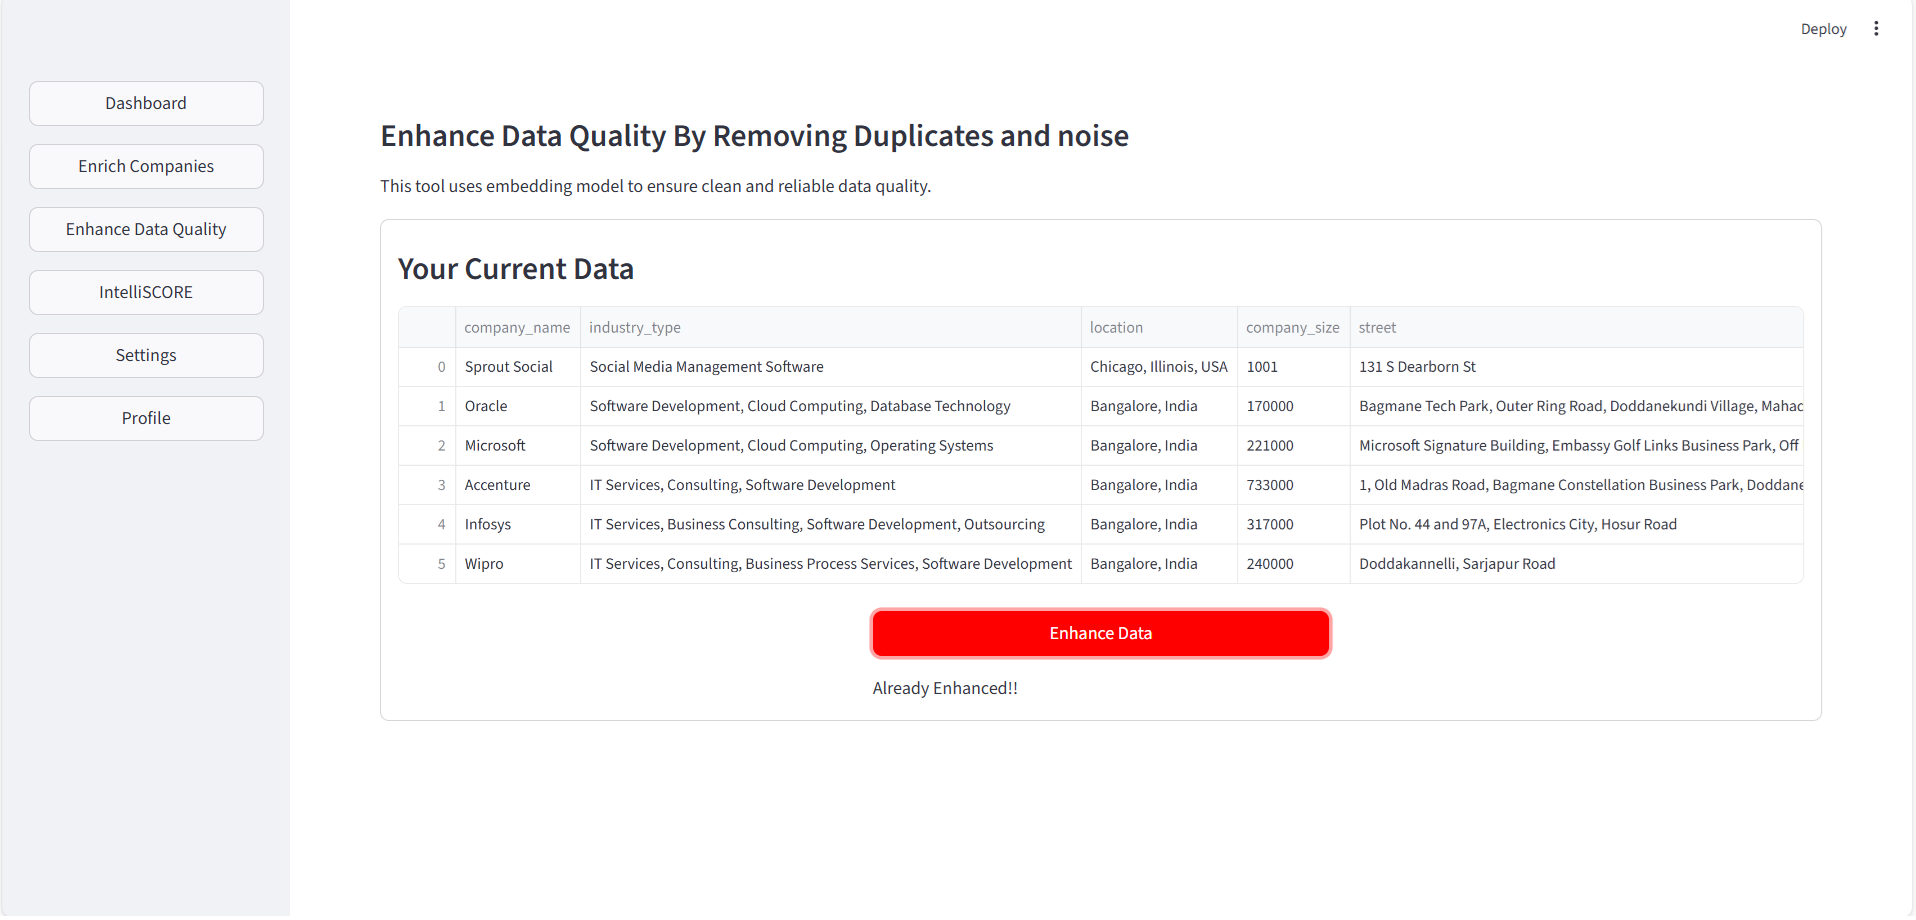 Deploy
Dashboard
Enrich Companies
Enhance Data Quality
IntelliSCORE
Settings
Profile
Enhance Data Quality By Removing Duplicates and noise
This tool uses embedding model to ensure clean and reliable data quality.
Your Current Data
company_name industry_type location company_size street
0 Sprout Social Social Media Management Software Chicago, Illinois, USA 1001 131 S Dearborn St
1 Oracle Software Development, Cloud Computing, Database Technology Bangalore, India 170000 Bagmane Tech Park, Outer Ring Road, Doddanekundi Village, Mahad
2 Microsoft Software Development, Cloud Computing, Operating Systems Bangalore, India 221000 Microsoft Signature Building, Embassy Golf Links Business Park, Off
3 Accenture IT Services, Consulting, Software Development Bangalore, India 733000 1, Old Madras Road, Bagmane Constellation Business Park, Doddane
4 Infosys IT Services, Business Consulting, Software Development, Outsourcing Bangalore, India 317000 Plot No. 44 and 97A, Electronics City, Hosur Road
5 Wipro IT Services, Consulting, Business Process Services, Software Development Bangalore, India 240000 Doddakannelli, Sarjapur Road
Enhance Data
Already Enhanced!!